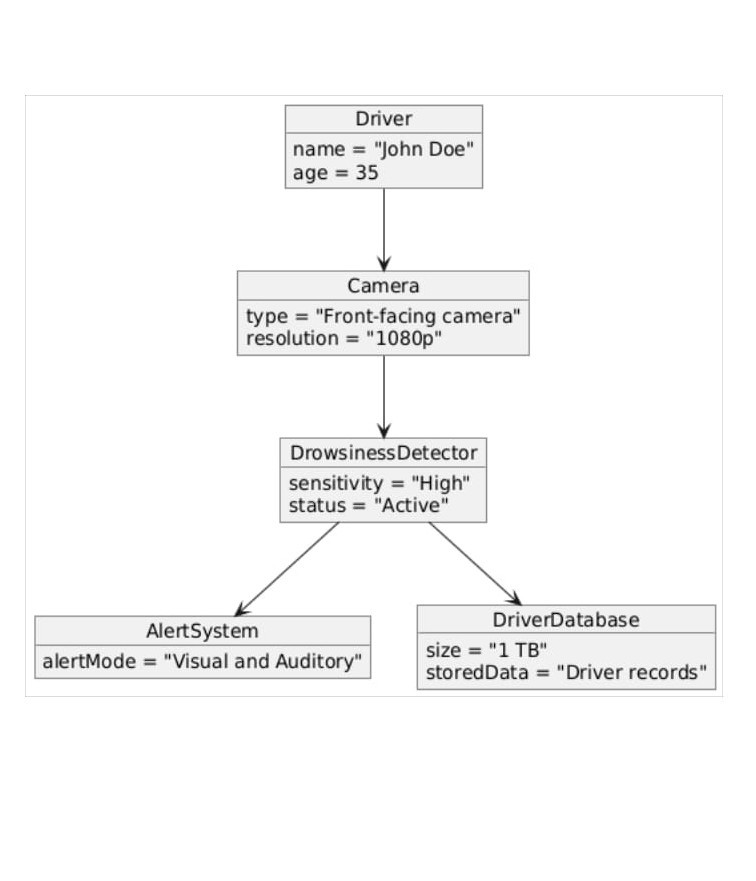 Driver
name = "John Doe"
age = 35
Camera
type = "Front-facing camera"
resolution = "1080p"
DrowsinessDetector
sensitivity = "High"
status = "Active"
AlertSystem
alertMode = "Visual and Auditory"
DriverDatabase
size = "1 TB"
storedData = "Driver records"